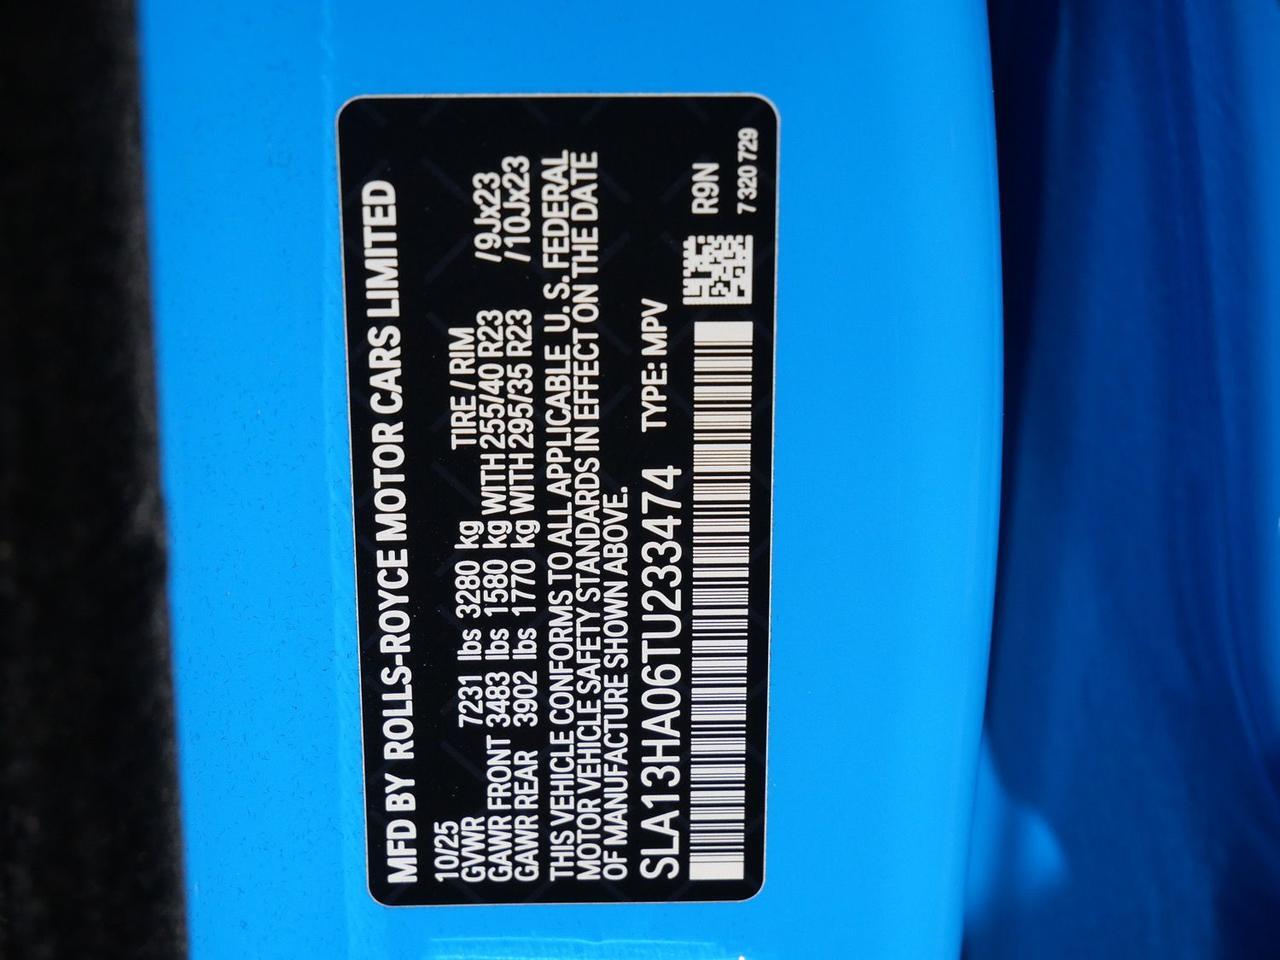 MFD BY ROLLS-ROYCE MOTOR CARS LIMITED
10/25 TIRE / RIM
GVWR 7231 lbs 3280 kg
GAWR FRONT 3483 lbs 1580 kg WITH 255/40 R23 /9Jx23
GAWR REAR 3902 lbs 1770 kg WITH 295/35 R23 /10Jx23
THIS VEHICLE CONFORMS TO ALL APPLICABLE U. S. FEDERAL
MOTOR VEHICLE SAFETY STANDARDS IN EFFECT ON THE DATE
OF MANUFACTURE SHOWN ABOVE.
SLA13HA06TU233474 TYPE: MPV
R9N
7 320 729